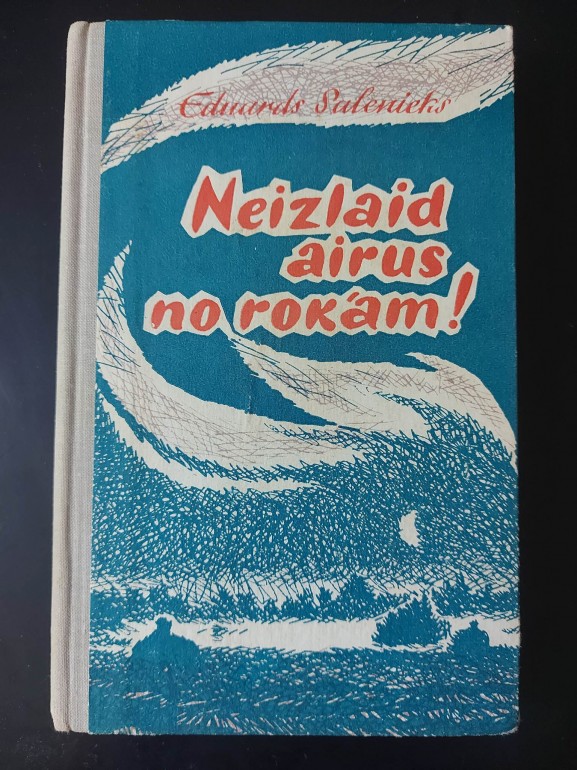 Eduards Salenieks
Neizlaid
airus
no rokām!